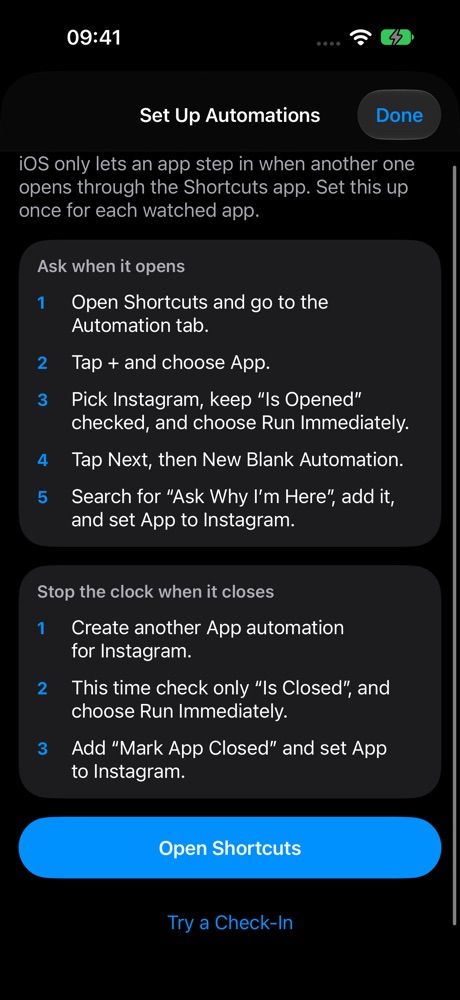 09:41
Set Up Automations
Done
iOS only lets an app step in when another one
opens through the Shortcuts app. Set this up
once for each watched app.
Ask when it opens
1 Open Shortcuts and go to the
Automation tab.
2 Tap + and choose App.
3 Pick Instagram, keep “Is Opened”
checked, and choose Run Immediately.
4 Tap Next, then New Blank Automation.
5 Search for “Ask Why I’m Here”, add it,
and set App to Instagram.
Stop the clock when it closes
1 Create another App automation
for Instagram.
2 This time check only “Is Closed”, and
choose Run Immediately.
3 Add “Mark App Closed” and set App
to Instagram.
Open Shortcuts
Try a Check-In